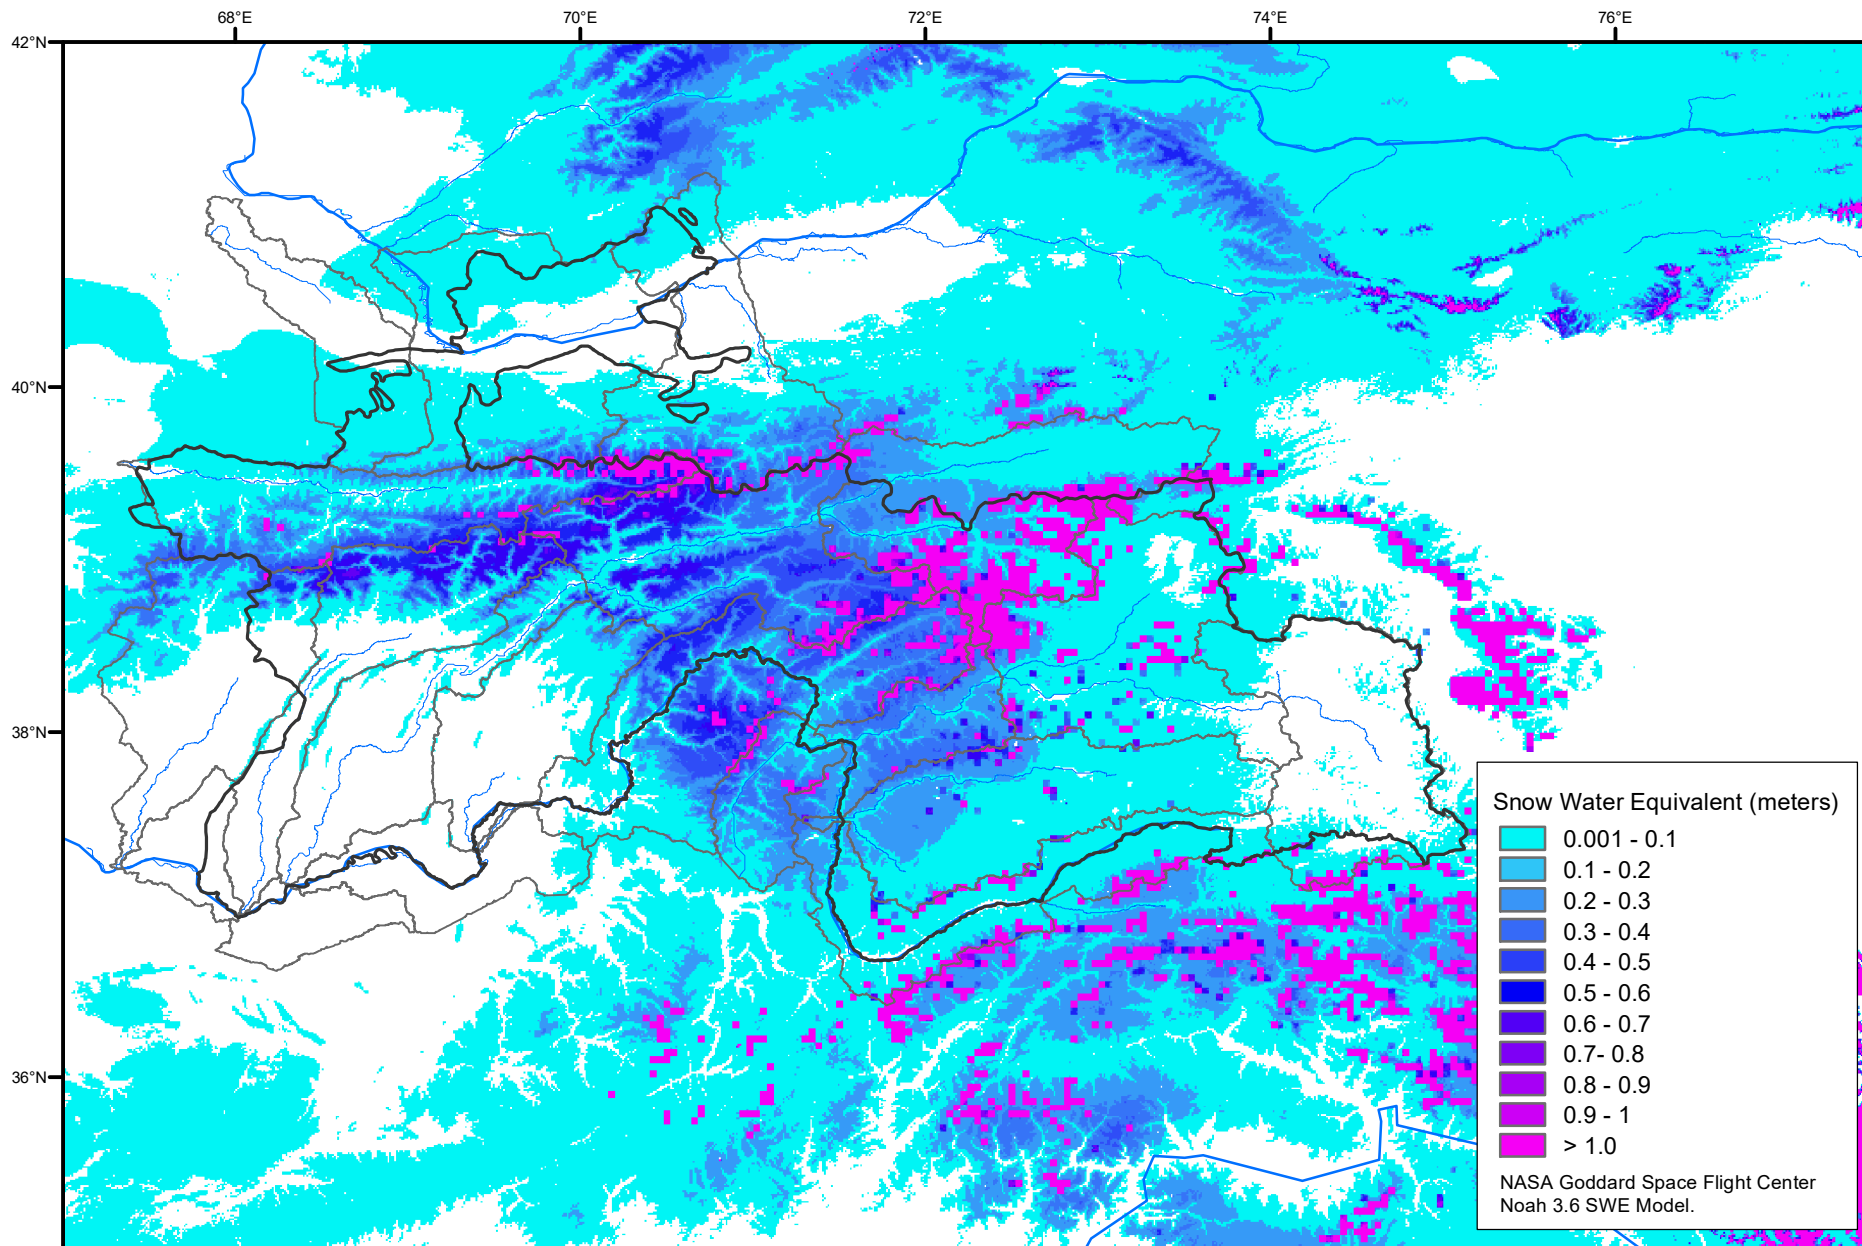 68°E 70°E 72°E 74°E 76°E
42°N
40°N
38°N
36°N
Snow Water Equivalent (meters)
0.001 - 0.1
0.1 - 0.2
0.2 - 0.3
0.3 - 0.4
0.4 - 0.5
0.5 - 0.6
0.6 - 0.7
0.7- 0.8
0.8 - 0.9
0.9 - 1
> 1.0
NASA Goddard Space Flight Center
Noah 3.6 SWE Model.